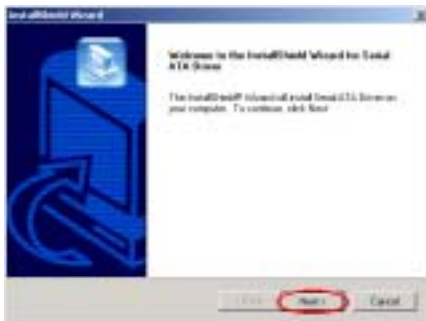 InstallShield Wizard
Welcome to the InstallShield Wizard for Serial
ATA Driver
The InstallShield® Wizard will install Serial ATA Driver on
your computer. To continue, click Next
Next >
Cancel